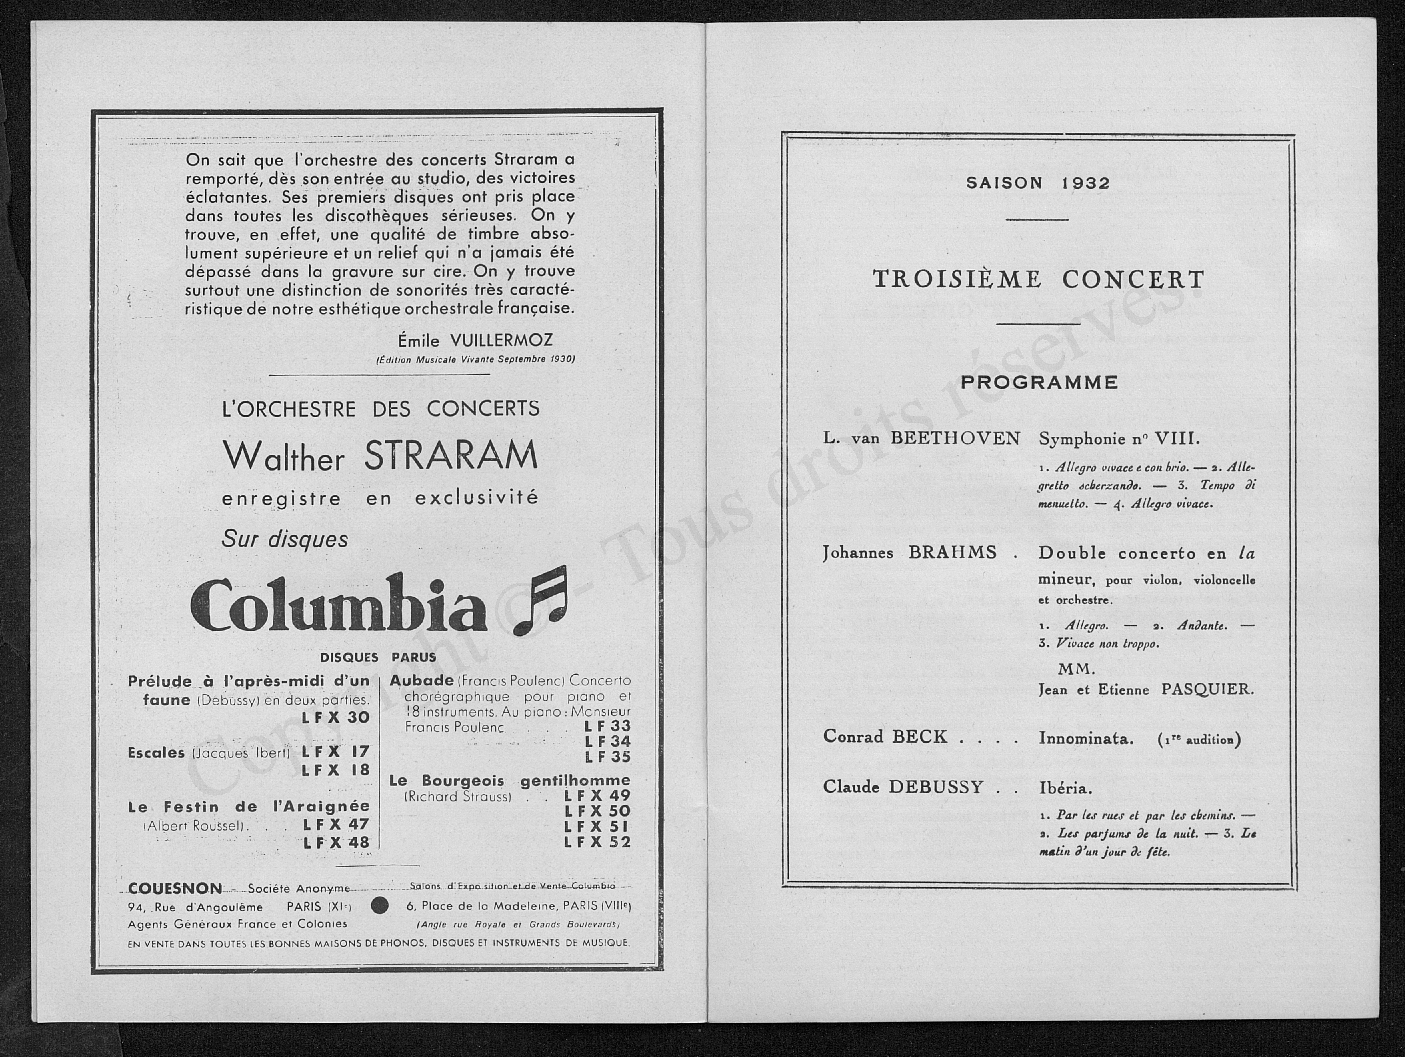 On sait que l'orchestre des concerts Straram a
remporté, dès son entrée au studio, des victoires
éclatantes. Ses premiers disques ont pris place
dans toutes les discothèques sérieuses. On y
trouve, en effet, une qualité de timbre abso-
lument supérieure et un relief qui n'a jamais été
dépassé dans la gravure sur cire. On y trouve
surtout une distinction de sonorités très caracté-
ristique de notre esthétique orchestrale française.
Émile VUILLERMOZ
(Édition Musicale Vivante Septembre 1930)
L'ORCHESTRE DES CONCERTS
Walther STRARAM
enregistre en exclusivité
Sur disques
Columbia
DISQUES PARUS
Prélude à l'après-midi d'un
faune (Debussy) en deux parties.
LFX 30
Escales (Jacques Ibert) LFX 17
LFX 18
Le Festin de l'Araignée
(Albert Roussel). . . LFX 47
LFX 48
Aubade (Francis Poulenc) Concerto
chorégraphique pour piano et
18 instruments. Au piano : Monsieur
Francis Poulenc . . . LF 33
LF 34
LF 35
Le Bourgeois gentilhomme
(Richard Strauss) . . LFX 49
LFX 50
LFX 51
LFX 52
COUESNON Société Anonyme
94, Rue d'Angoulème PARIS (XIe)
Agents Généraux France et Colonies
Salons d'Exposition et de Vente Columbia
6, Place de la Madeleine, PARIS (VIIIe)
(Angle rue Royale et Grands Boulevards)
EN VENTE DANS TOUTES LES BONNES MAISONS DE PHONOS, DISQUES ET INSTRUMENTS DE MUSIQUE.
SAISON 1932
TROISIÈME CONCERT
PROGRAMME
L. van BEETHOVEN Symphonie no VIII.
1. Allegro vivace e con brio. — 2. Alle-
gretto scherzando. — 3. Tempo di
menuetto. — 4. Allegro vivace.
Johannes BRAHMS . Double concerto en la
mineur, pour violon, violoncelle
et orchestre.
1. Allegro. — 2. Andante. —
3. Vivace non troppo.
MM.
Jean et Etienne PASQUIER.
Conrad BECK . . . . Innominata. (1re audition)
Claude DEBUSSY . . Ibéria.
1. Par les rues et par les chemins. —
2. Les parfums de la nuit. — 3. Le
matin d'un jour de fête.
Copyright © - Tous droits réservés.